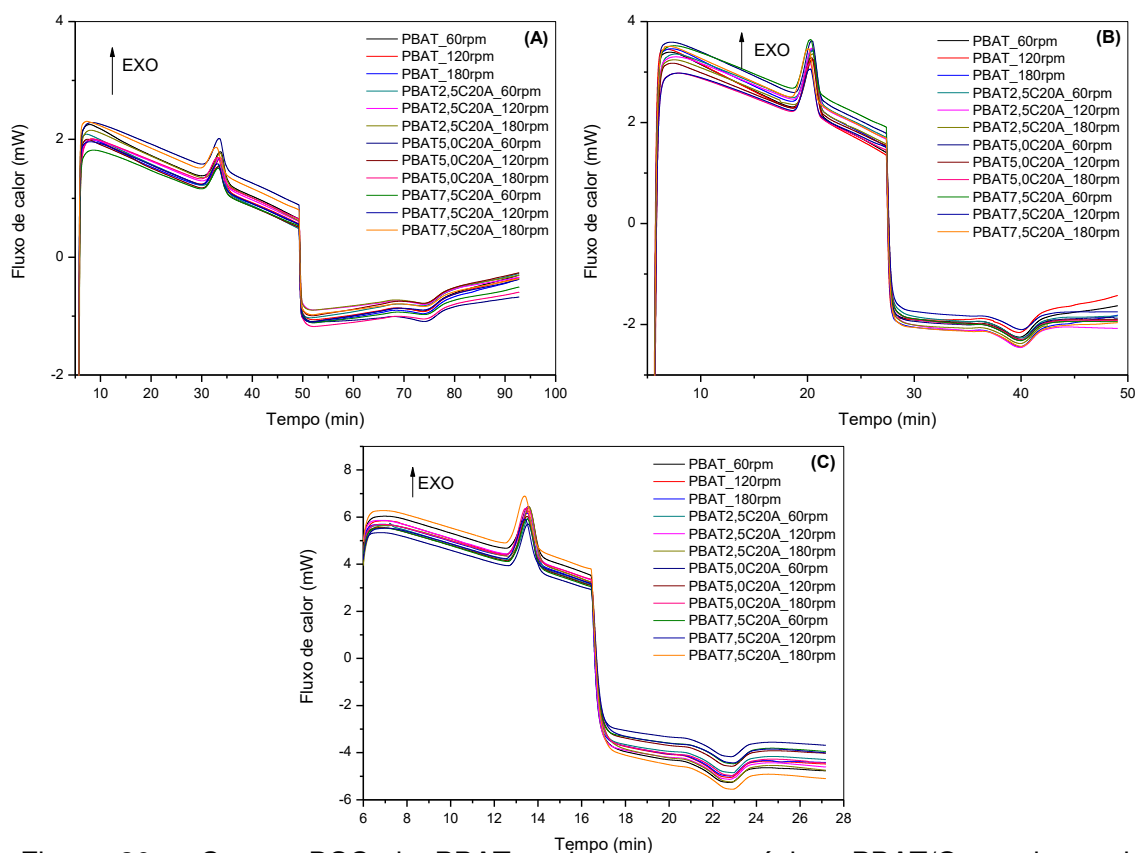 4
2
0
-2
Fluxo de calor (mW)
EXO
(A)
PBAT_60rpm
PBAT_120rpm
PBAT_180rpm
PBAT2,5C20A_60rpm
PBAT2,5C20A_120rpm
PBAT2,5C20A_180rpm
PBAT5,0C20A_60rpm
PBAT5,0C20A_120rpm
PBAT5,0C20A_180rpm
PBAT7,5C20A_60rpm
PBAT7,5C20A_120rpm
PBAT7,5C20A_180rpm
10 20 30 40 50 60 70 80 90 100
Tempo (min)
4
2
0
-2
Fluxo de calor (mW)
EXO
(B)
PBAT_60rpm
PBAT_120rpm
PBAT_180rpm
PBAT2,5C20A_60rpm
PBAT2,5C20A_120rpm
PBAT2,5C20A_180rpm
PBAT5,0C20A_60rpm
PBAT5,0C20A_120rpm
PBAT5,0C20A_180rpm
PBAT7,5C20A_60rpm
PBAT7,5C20A_120rpm
PBAT7,5C20A_180rpm
10 20 30 40 50
Tempo (min)
8
6
4
2
0
-2
-4
-6
Fluxo de calor (mW)
EXO
(C)
PBAT_60rpm
PBAT_120rpm
PBAT_180rpm
PBAT2,5C20A_60rpm
PBAT2,5C20A_120rpm
PBAT2,5C20A_180rpm
PBAT5,0C20A_60rpm
PBAT5,0C20A_120rpm
PBAT5,0C20A_180rpm
PBAT7,5C20A_60rpm
PBAT7,5C20A_120rpm
PBAT7,5C20A_180rpm
6 8 10 12 14 16 18 20 22 24 26 28
Tempo (min)